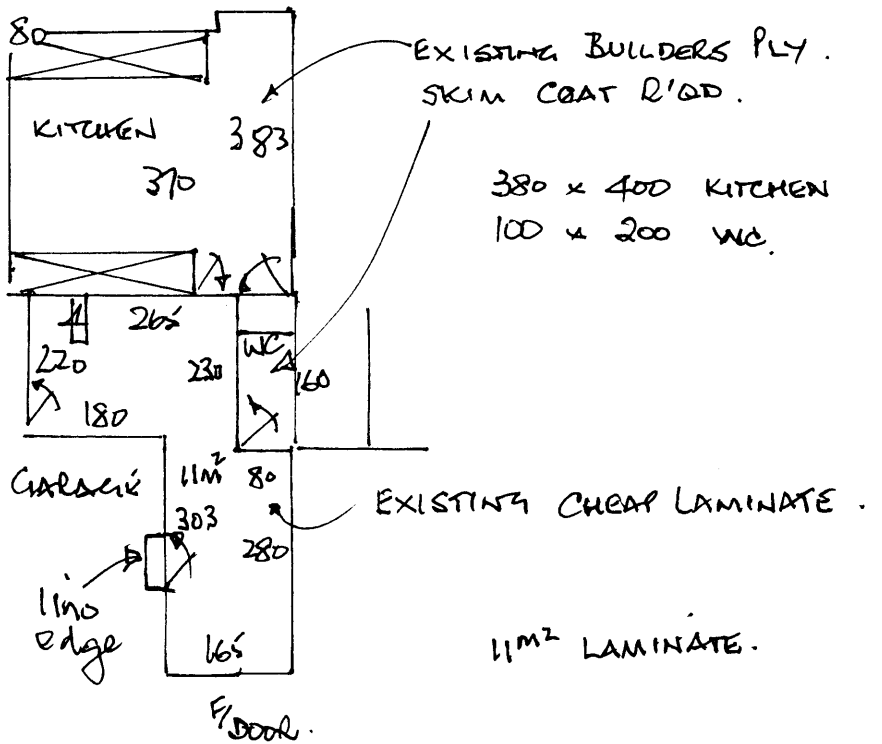 80
EXISTING BUILDERS PLY.
SKIM COAT R'QD.
KITCHEN
383
370
380 x 400 KITCHEN
100 x 200 WC.
265
WC
220
230
160
180
GARAGE
11M²
80
EXISTING CHEAP LAMINATE.
303
280
lino
edge
165
11M² LAMINATE.
F/DOOR.